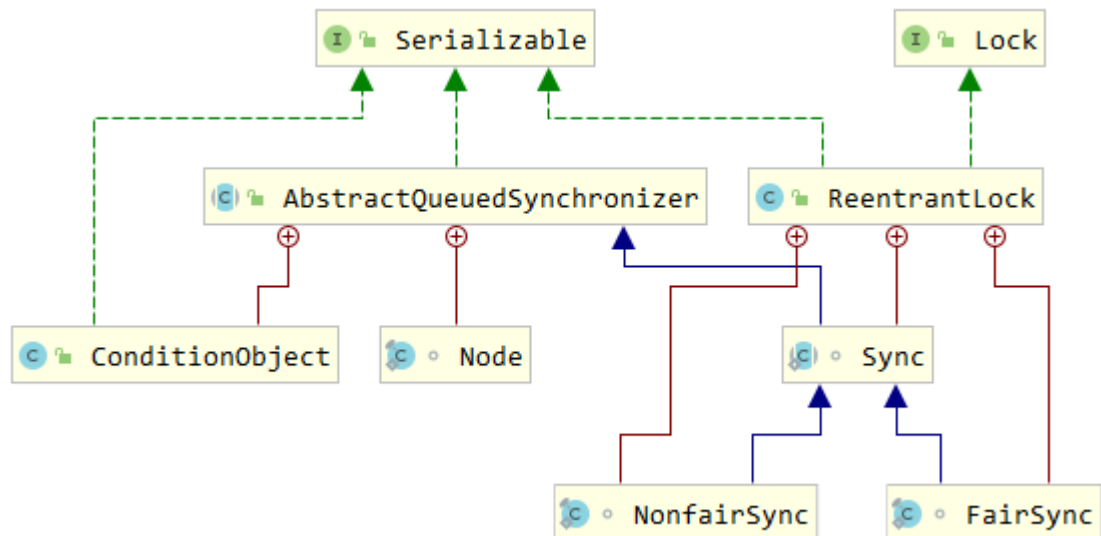 I Serializable
I Lock
C AbstractQueuedSynchronizer
C ReentrantLock
C ConditionObject
C Node
C Sync
C NonfairSync
C FairSync